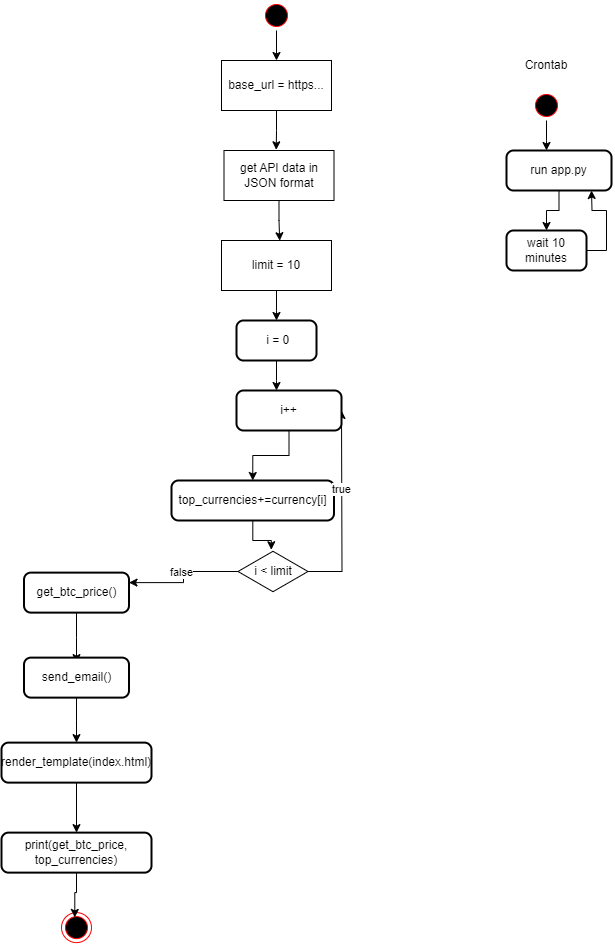 Crontab
base_url = https...
get API data in
JSON format
run app.py
limit = 10
wait 10
minutes
i = 0
i++
top_currencies+=currency[i]
true
i < limit
false
get_btc_price()
send_email()
render_template(index.html)
print(get_btc_price,
top_currencies)